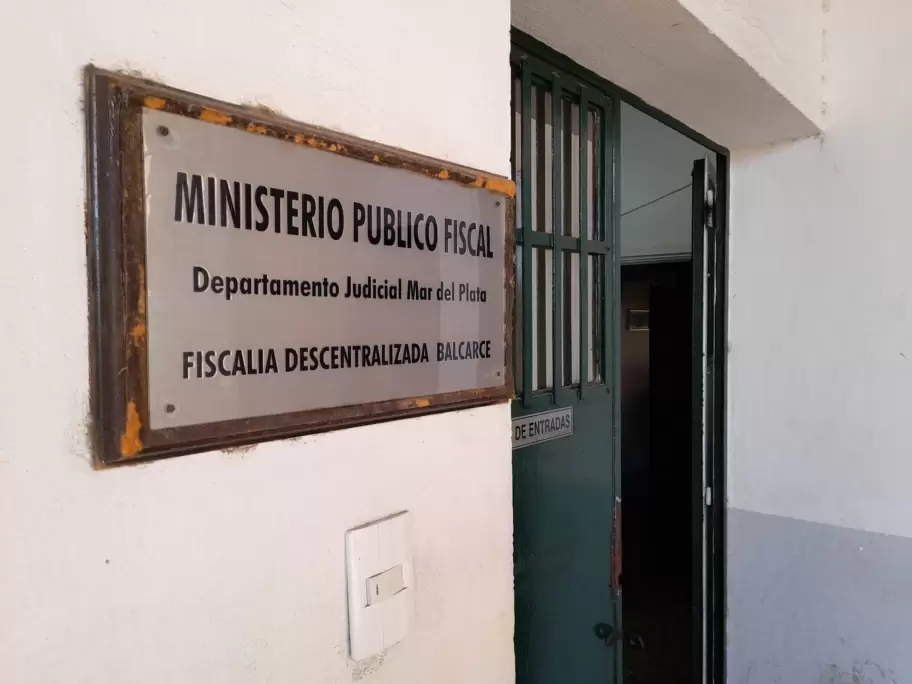 MINISTERIO PUBLICO FISCAL
Departamento Judicial Mar del Plata
FISCALIA DESCENTRALIZADA BALCARCE
DE ENTRADAS